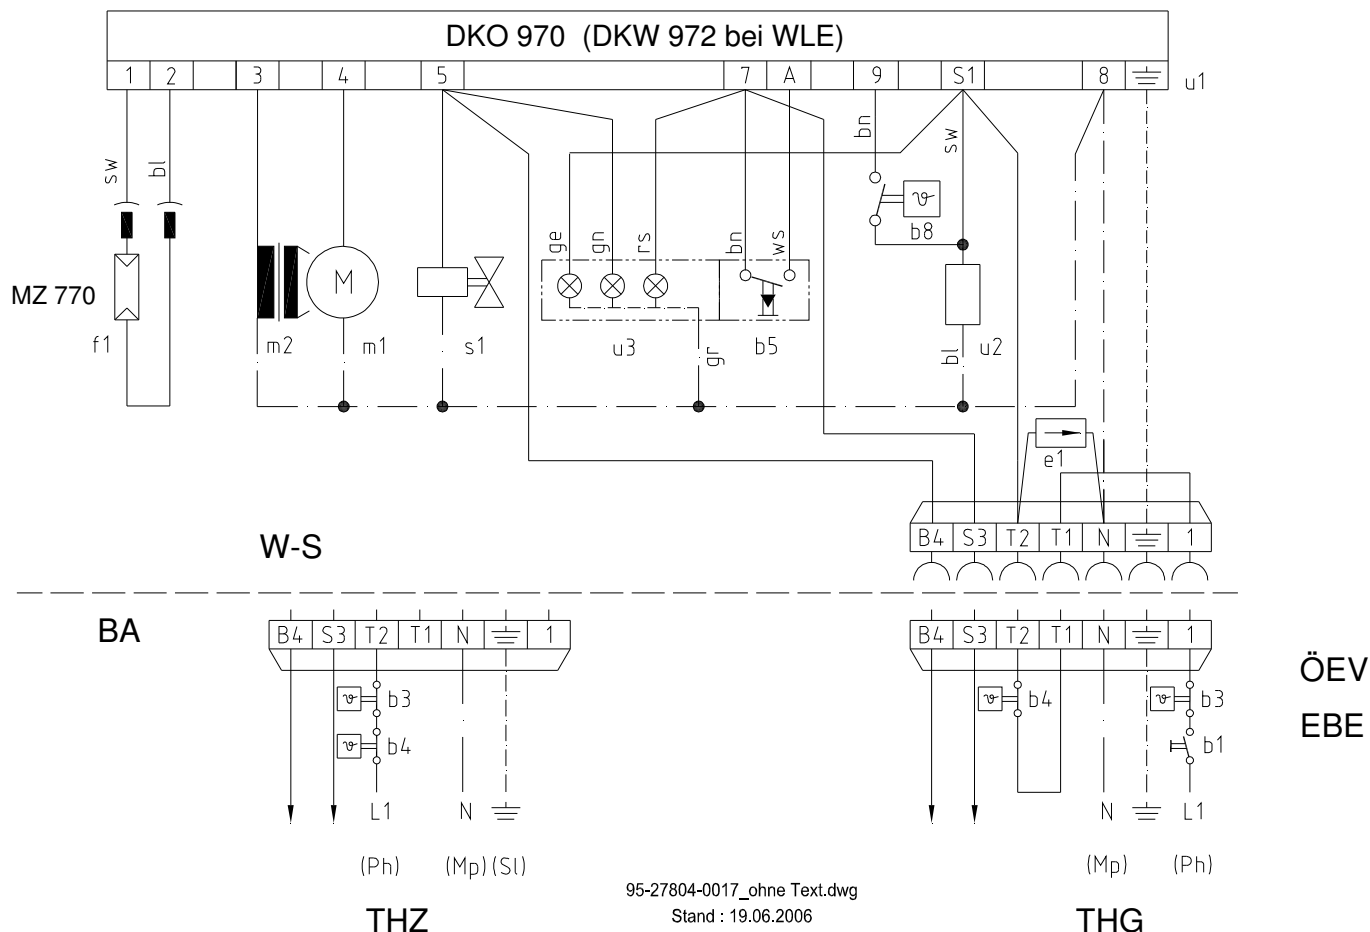 DKO 970 (DKW 972 bei WLE)
1 2 3 4 5 7 A 9 S1 8 u1
sw bl bn sw
ge gn rs bn ws
b8
MZ 770
f1 m2 M m1 s1 u3 gr b5 bl u2
e1
W-S
B4 S3 T2 T1 N 1
BA
B4 S3 T2 T1 N 1
B4 S3 T2 T1 N 1
ÖEV
EBE
ϑ b3
ϑ b4
ϑ b4
ϑ b3
b1
ϑ
L1 N
N L1
(Ph) (Mp) (Sl)
(Mp) (Ph)
95-27804-0017_ohne Text.dwg
Stand : 19.06.2006
THZ
THG